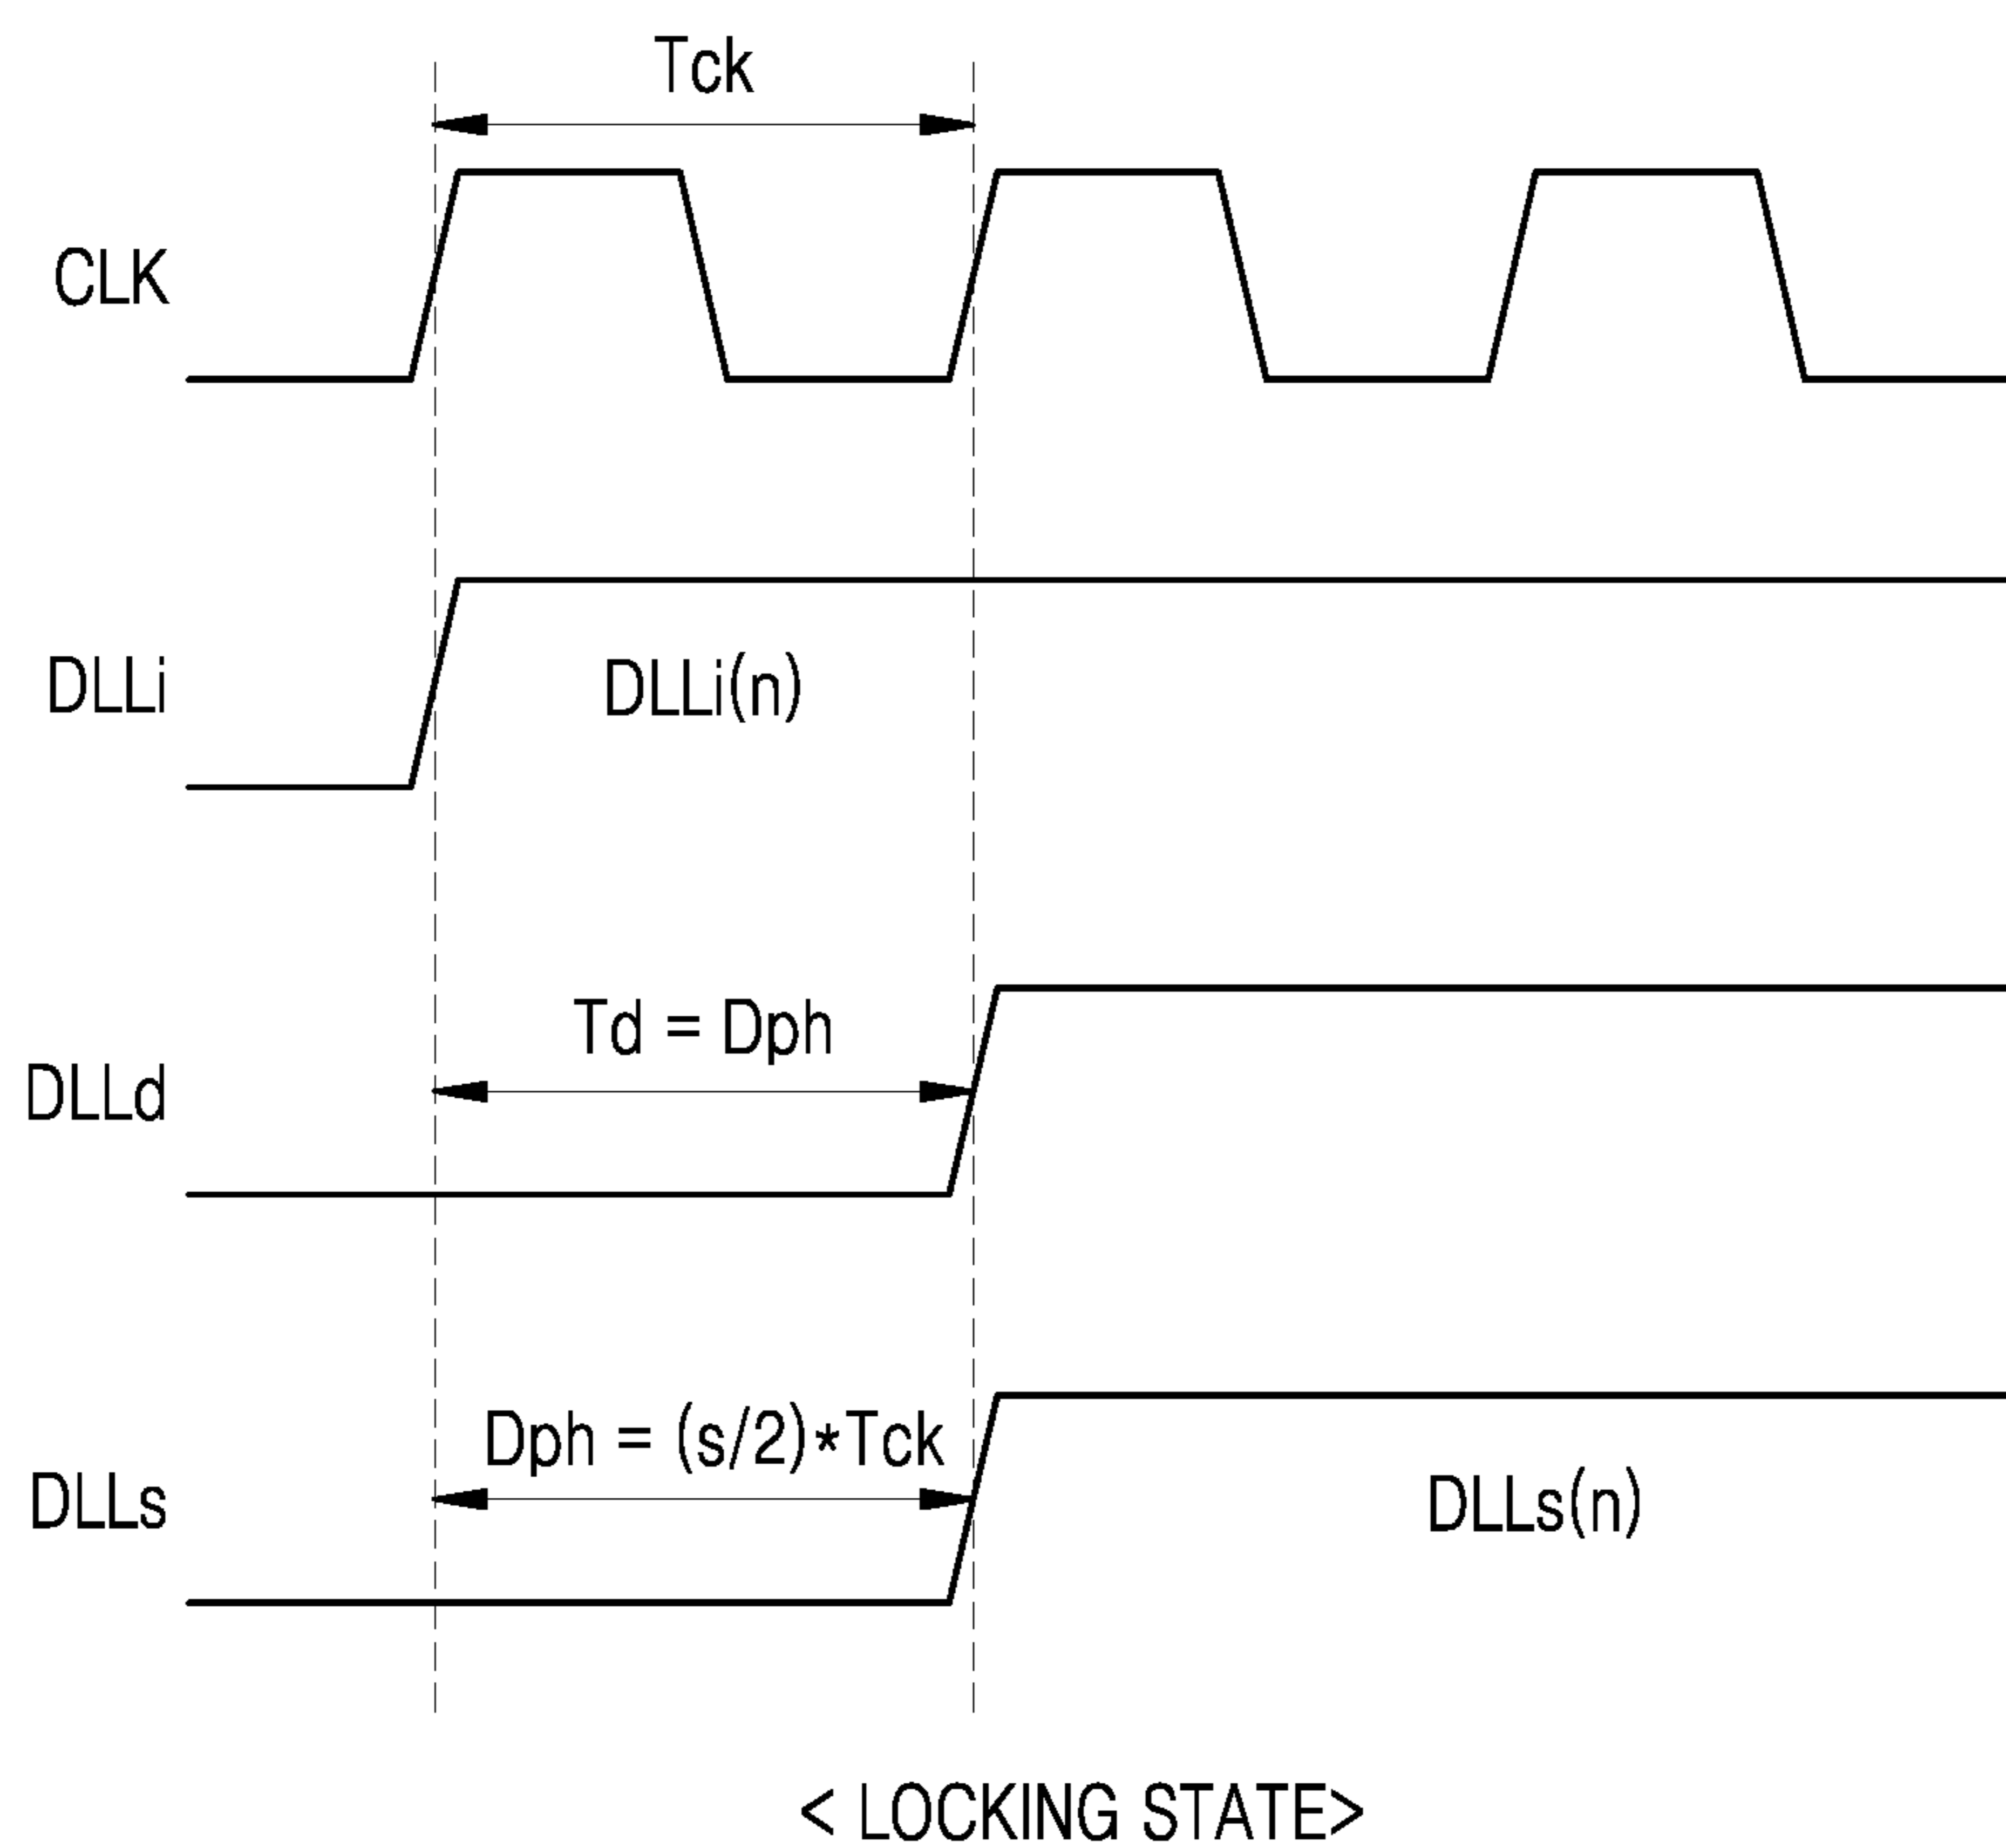 Tck
CLK
DLLi
DLLi(n)
Td = Dph
DLLd
Dph = (s/2)*Tck
DLLs
DLLs(n)
< LOCKING STATE>